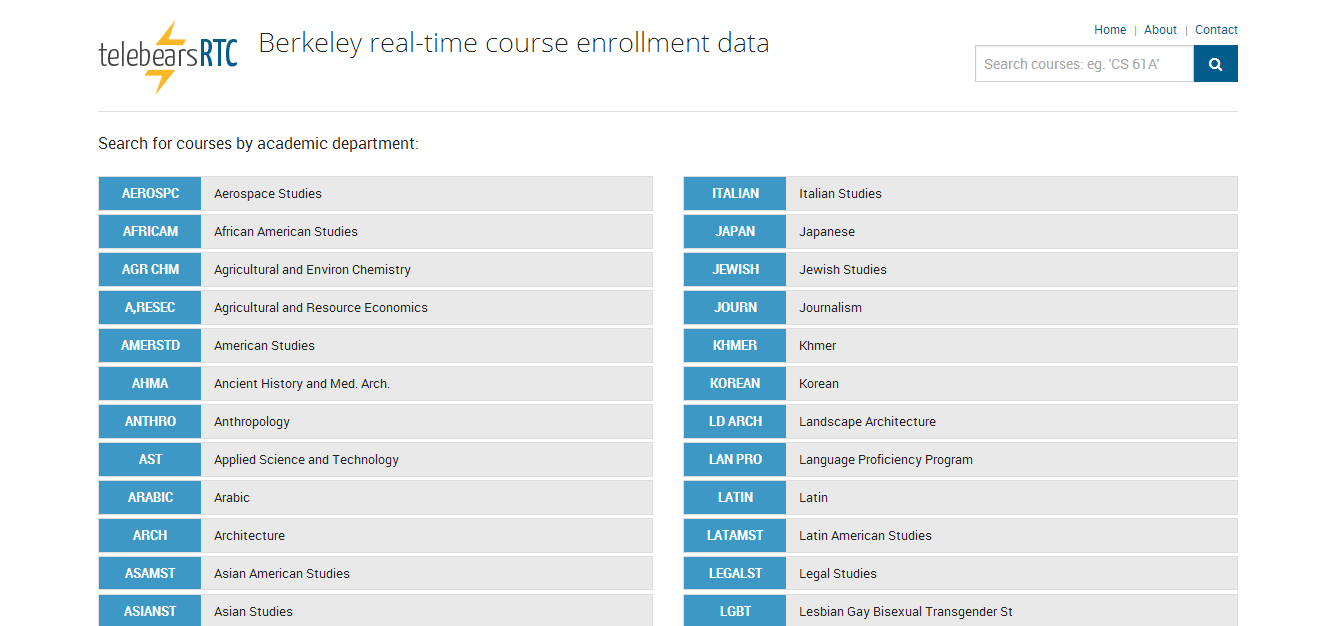 telebearsRTC
Berkeley real-time course enrollment data
Home | About | Contact
Search courses: eg. 'CS 61A'
Search for courses by academic department:
AEROSPC Aerospace Studies
AFRICAM African American Studies
AGR CHM Agricultural and Environ Chemistry
A,RESEC Agricultural and Resource Economics
AMERSTD American Studies
AHMA Ancient History and Med. Arch.
ANTHRO Anthropology
AST Applied Science and Technology
ARABIC Arabic
ARCH Architecture
ASAMST Asian American Studies
ASIANST Asian Studies
ITALIAN Italian Studies
JAPAN Japanese
JEWISH Jewish Studies
JOURN Journalism
KHMER Khmer
KOREAN Korean
LD ARCH Landscape Architecture
LAN PRO Language Proficiency Program
LATIN Latin
LATAMST Latin American Studies
LEGALST Legal Studies
LGBT Lesbian Gay Bisexual Transgender St